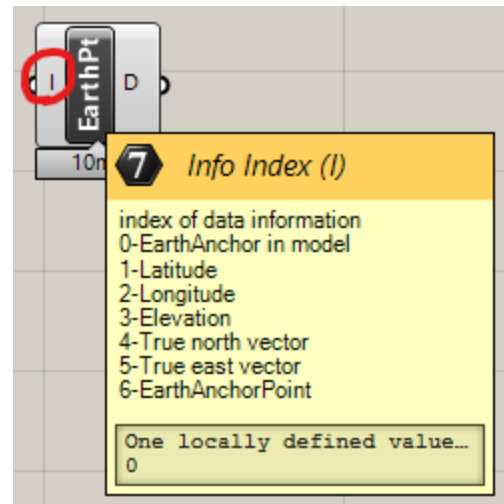 I
EarthPt
D
10m
7
Info Index (I)
index of data information
0-EarthAnchor in model
1-Latitude
2-Longitude
3-Elevation
4-True north vector
5-True east vector
6-EarthAnchorPoint
One locally defined value…
0